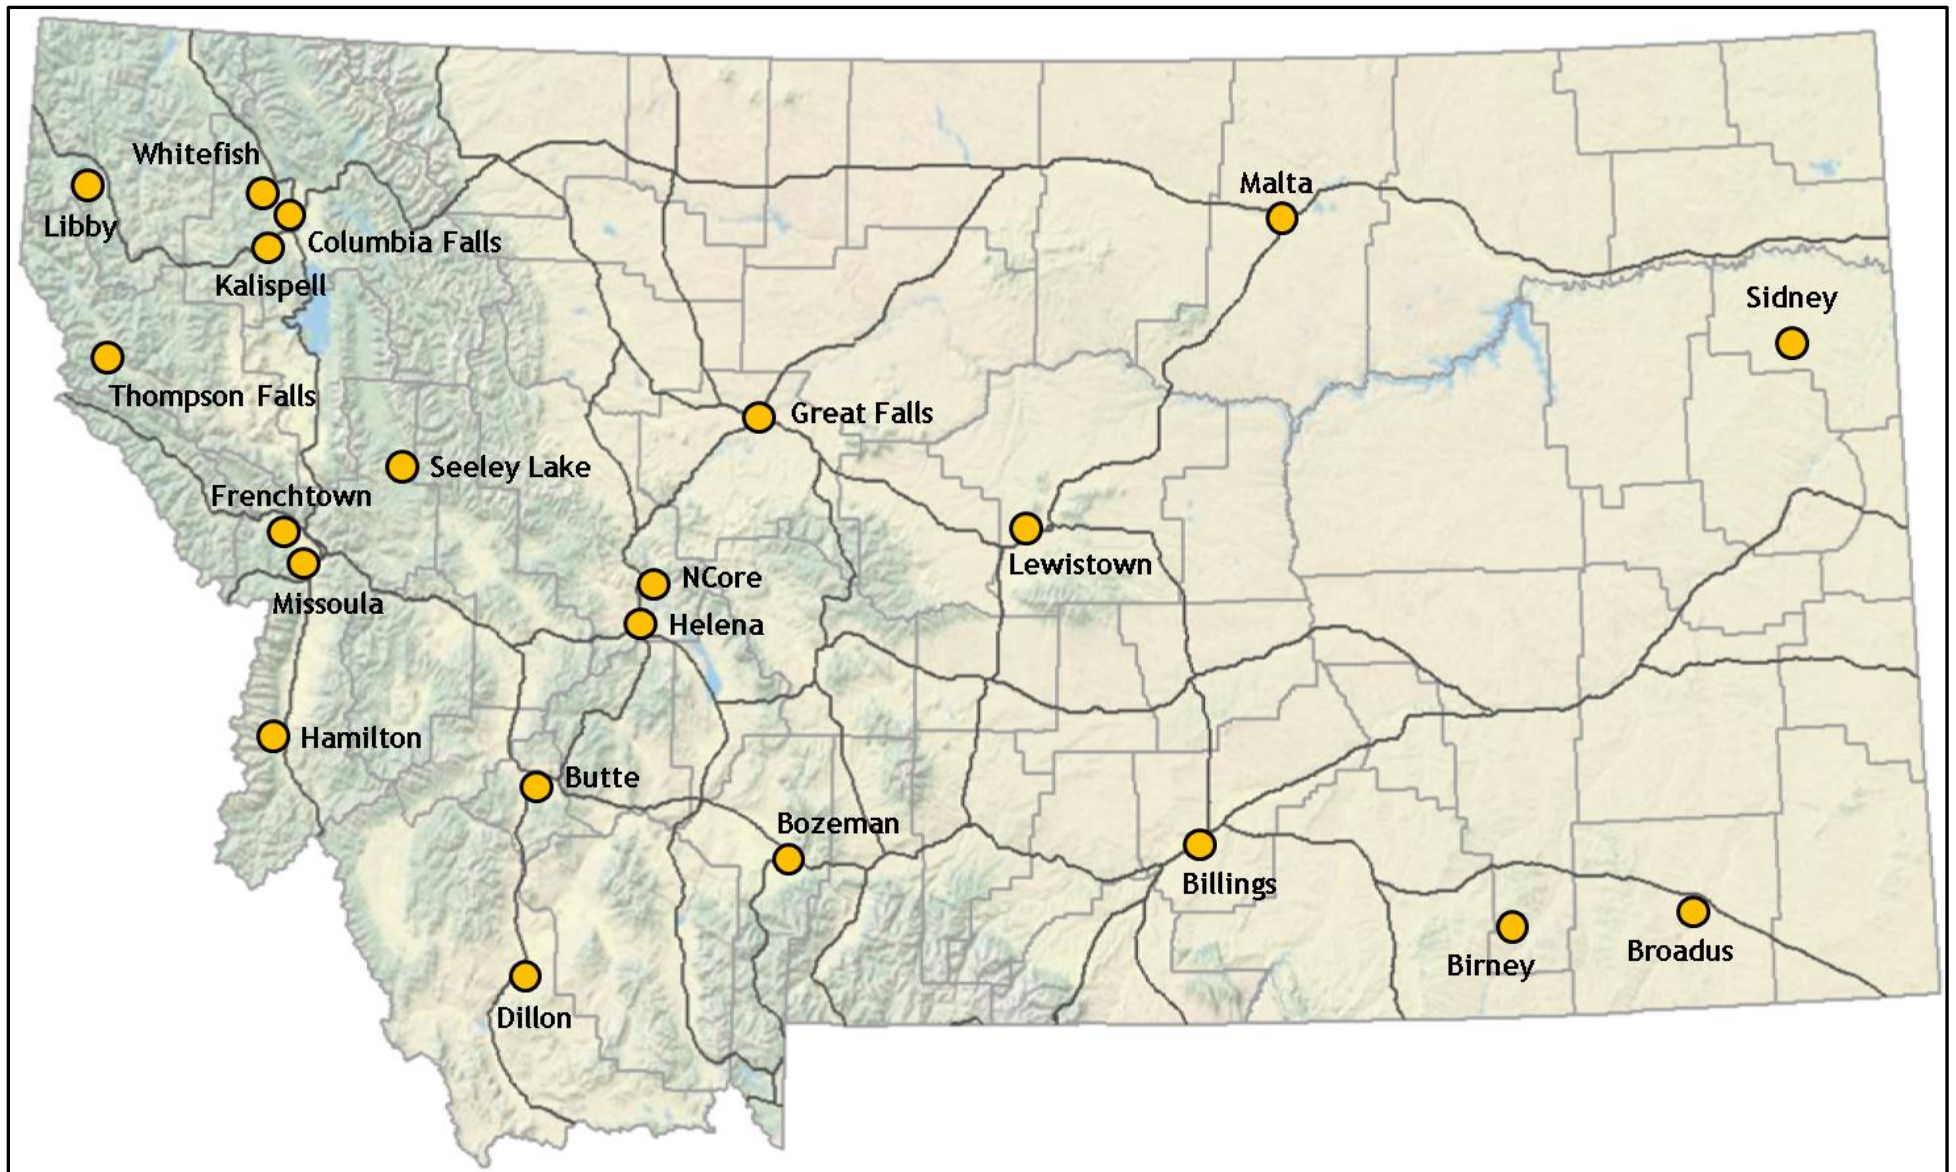 Whitefish
Malta
Libby
Columbia Falls
Kalispell
Sidney
Thompson Falls
Great Falls
Seeley Lake
Frenchtown
Lewistown
NCore
Missoula
Helena
Hamilton
Butte
Bozeman
Billings
Broadus
Birney
Dillon